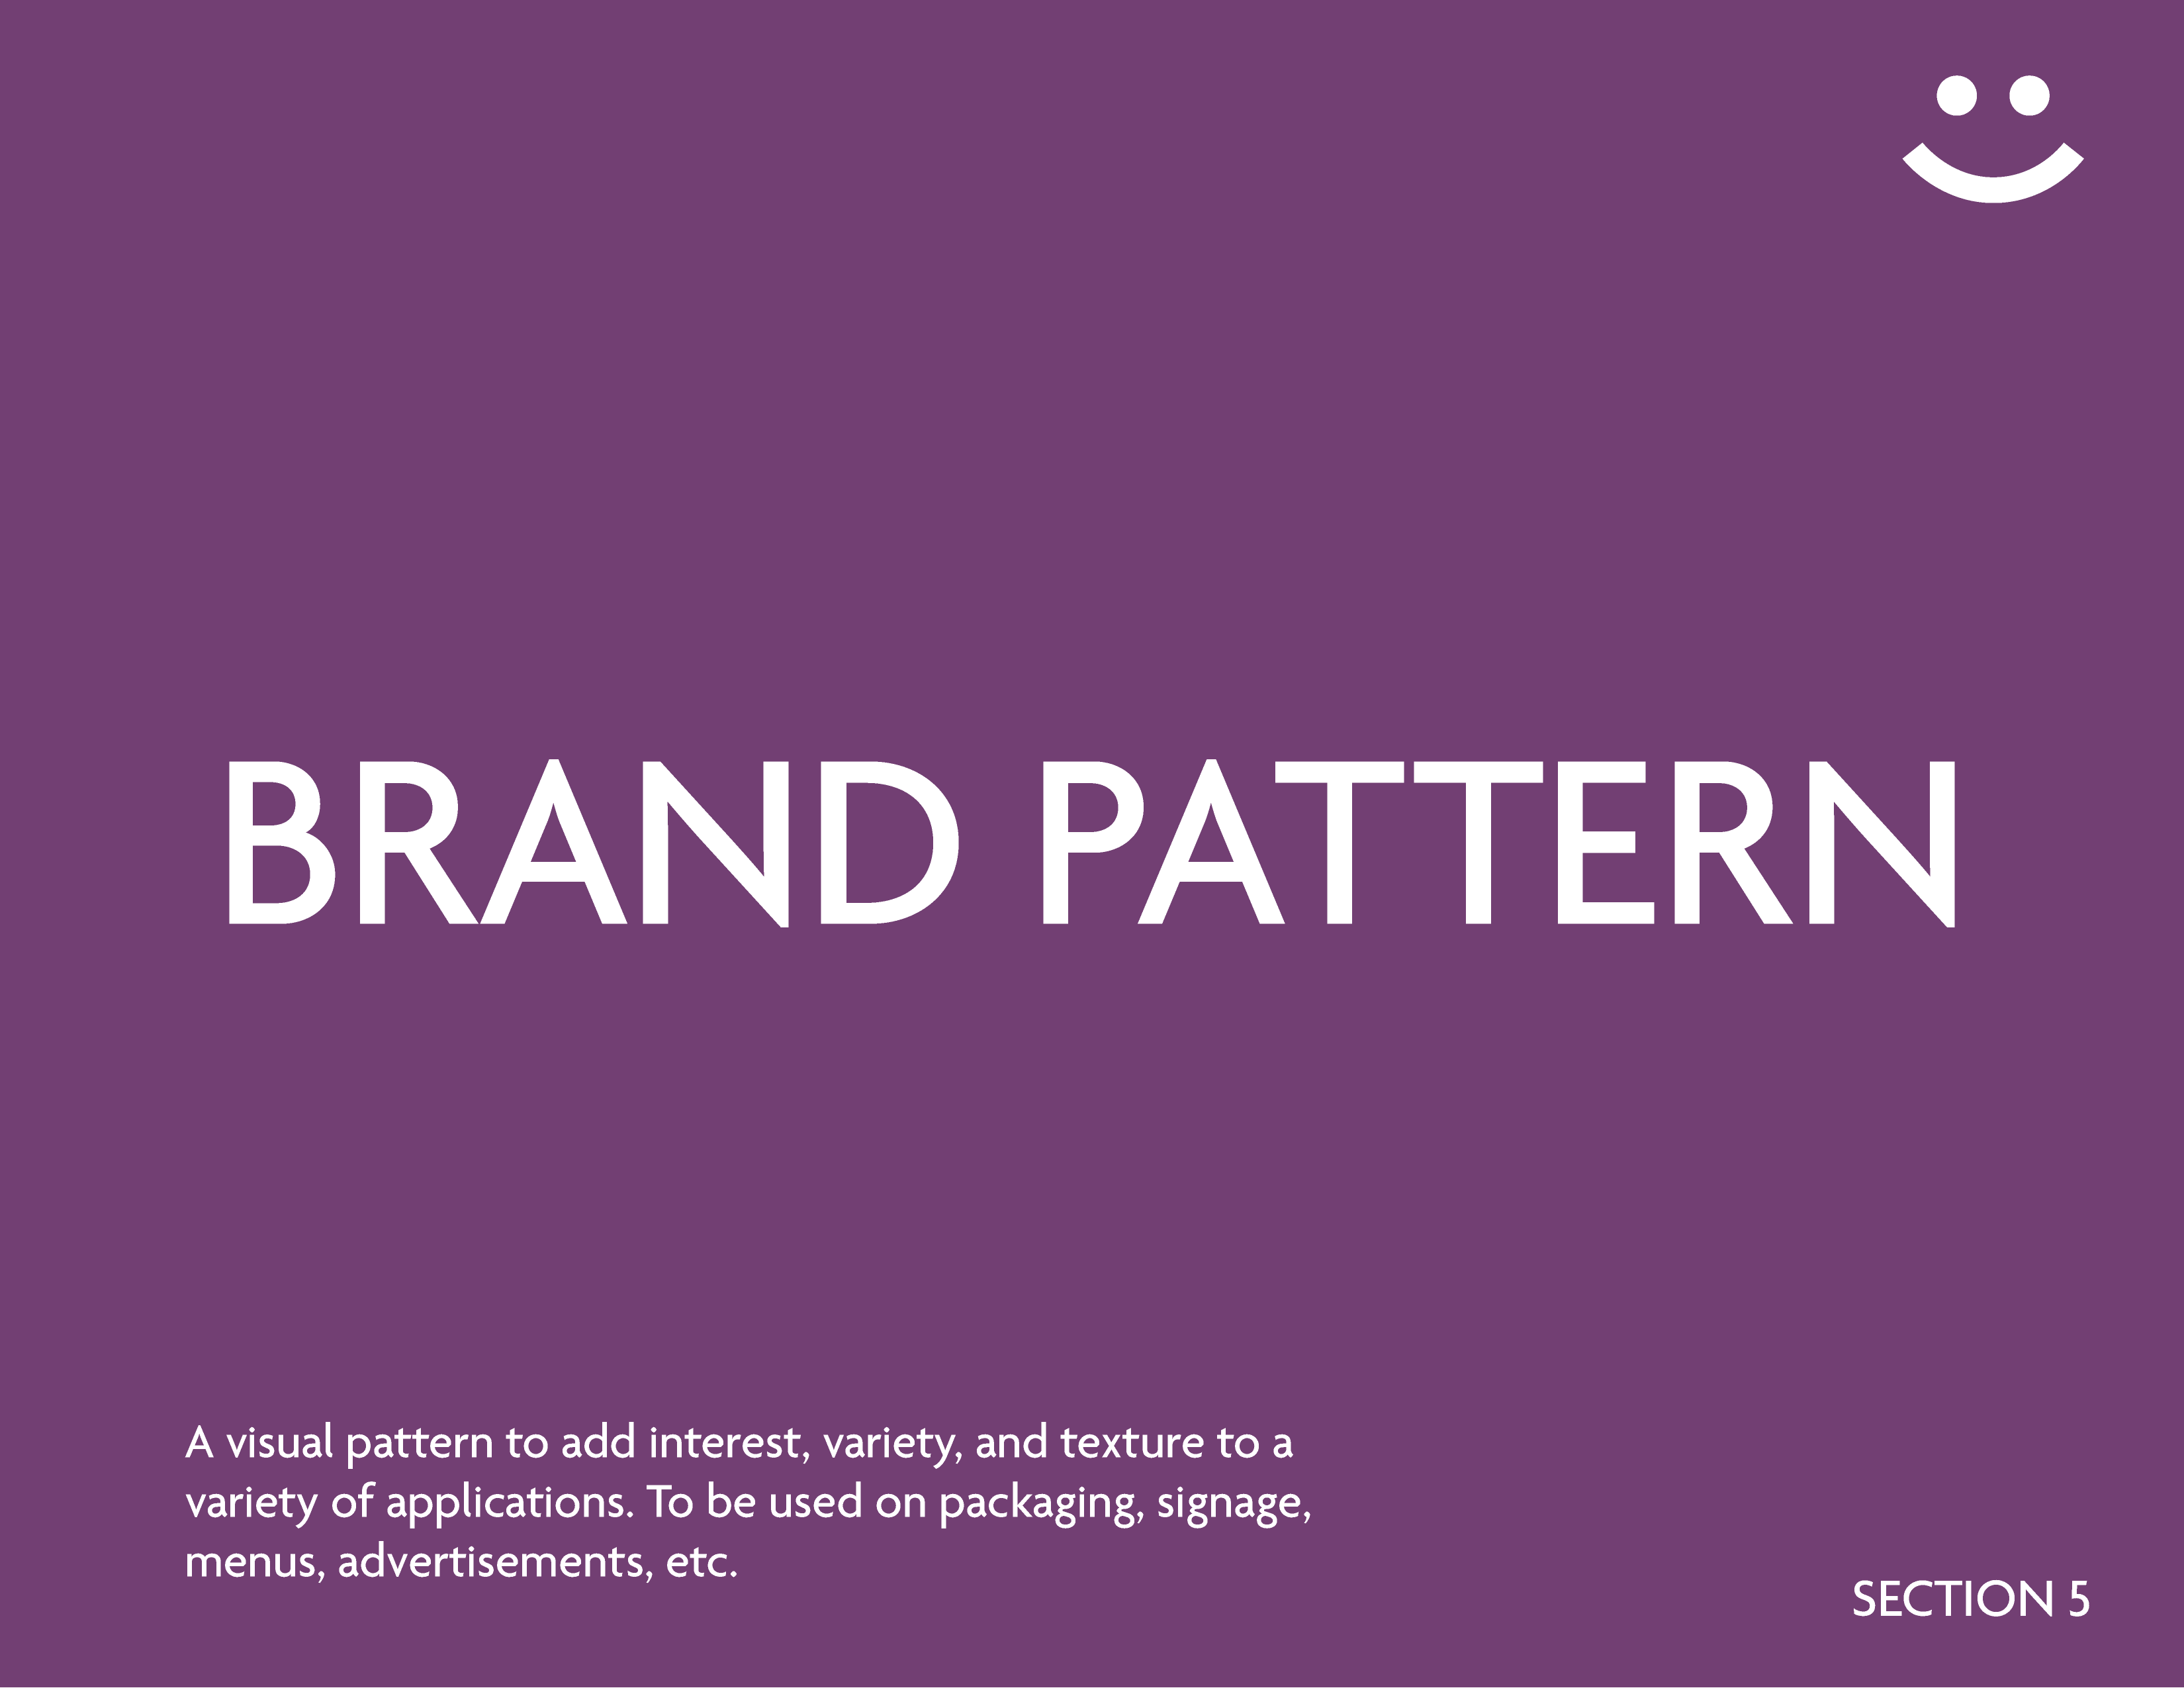 BRAND PATTERN
A visual pattern to add interest, variety, and texture to a
variety of applications. To be used on packaging, signage,
menus, advertisments, etc.
SECTION 5